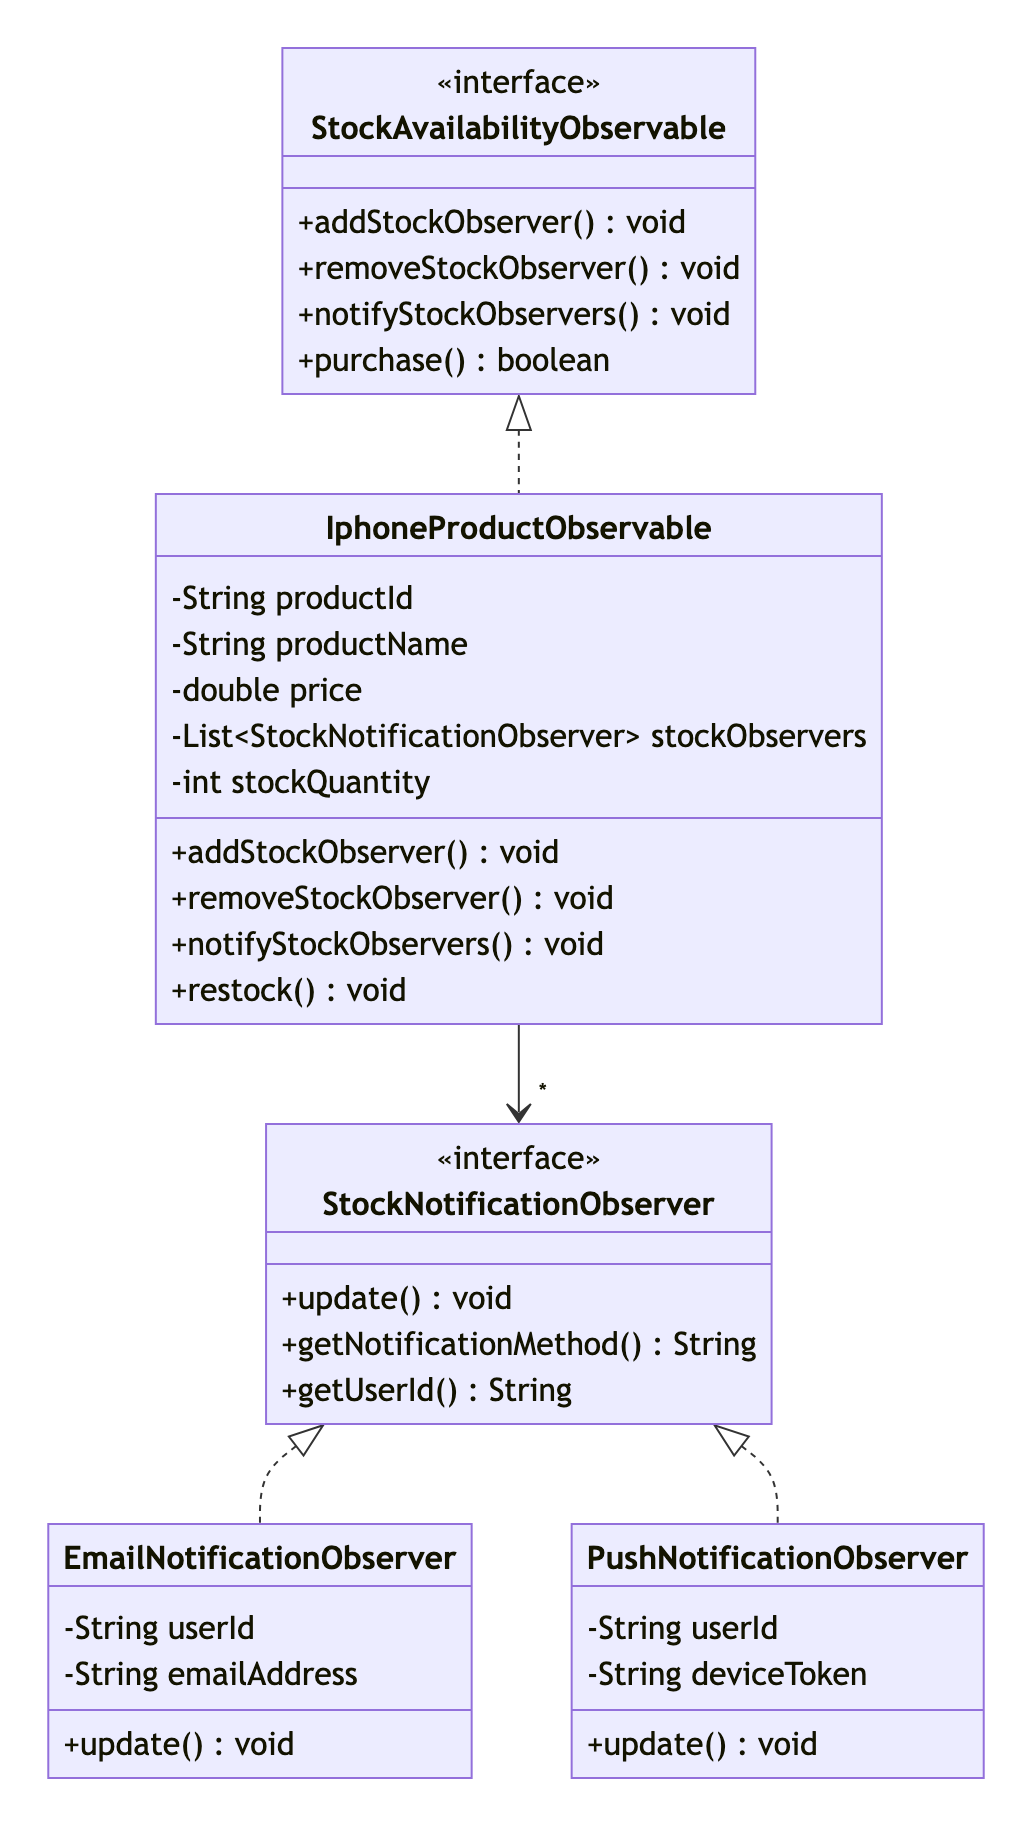 «interface»
StockAvailabilityObservable
+addStockObserver() : void
+removeStockObserver() : void
+notifyStockObservers() : void
+purchase() : boolean
IphoneProductObservable
-String productId
-String productName
-double price
-List<StockNotificationObserver> stockObservers
-int stockQuantity
+addStockObserver() : void
+removeStockObserver() : void
+notifyStockObservers() : void
+restock() : void
*
«interface»
StockNotificationObserver
+update() : void
+getNotificationMethod() : String
+getUserId() : String
EmailNotificationObserver
-String userId
-String emailAddress
+update() : void
PushNotificationObserver
-String userId
-String deviceToken
+update() : void